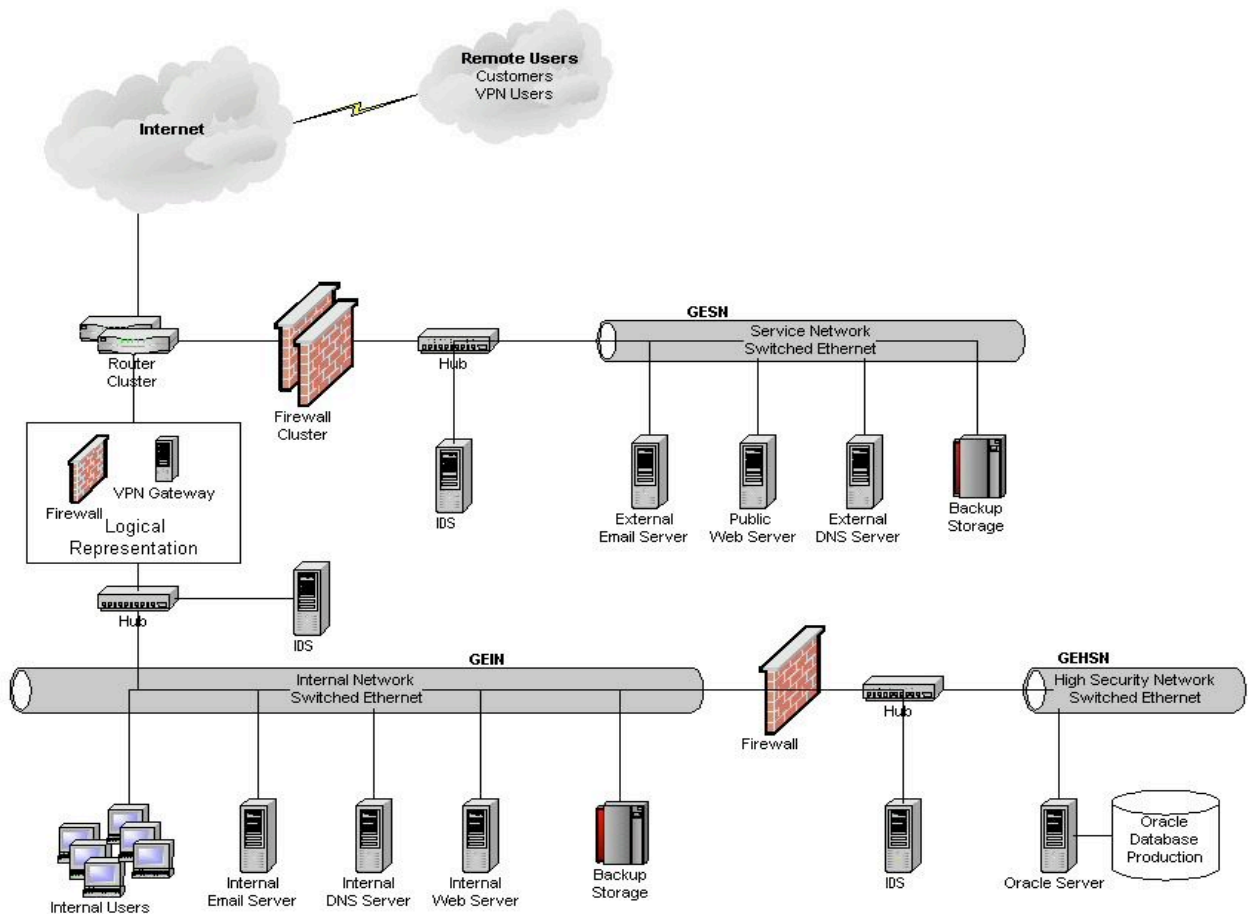 Remote Users
Customers
VPN Users
Internet
GESN
Service Network
Switched Ethernet
Router
Cluster
Hub
Firewall
Cluster
VPN Gateway
Firewall
Logical
Representation
IDS
External
Email Server
Public
Web Server
External
DNS Server
Backup
Storage
Hub
IDS
GEIN
Internal Network
Switched Ethernet
GEHSN
High Security Network
Switched Ethernet
Hub
Firewall
Internal Users
Internal
Email Server
Internal
DNS Server
Internal
Web Server
Backup
Storage
IDS
Oracle Server
Oracle
Database
Production